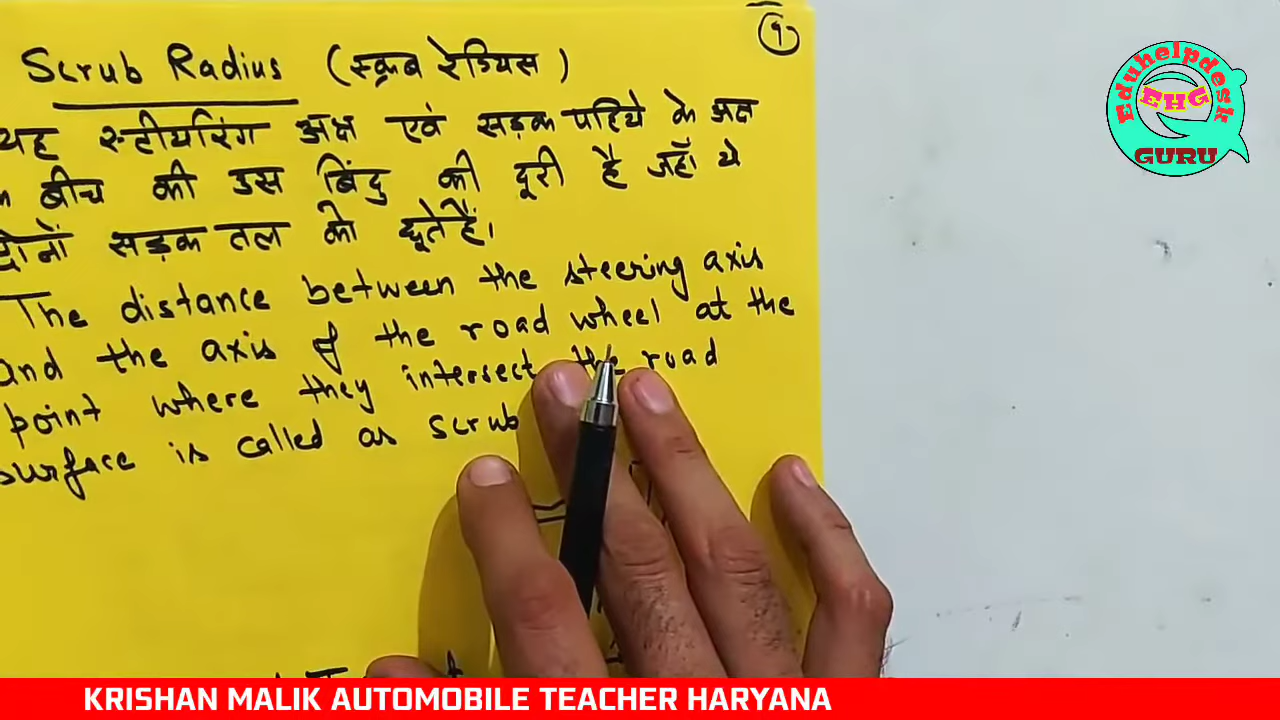 9
Scrub Radius (स्क्रब रेडियस)
यह स्टीयरिंग अक्ष एवं सड़क पहिये के अक्ष
बीच की उस बिंदु की दूरी है जहाँ ये
दोनों सड़क तल को छूते हैं।
The distance between the steering axis
and the axis of the road wheel at the
point where they intersect the road
surface is called as scrub
Eduhelpdesk
EHG
GURU
KRISHAN MALIK AUTOMOBILE TEACHER HARYANA